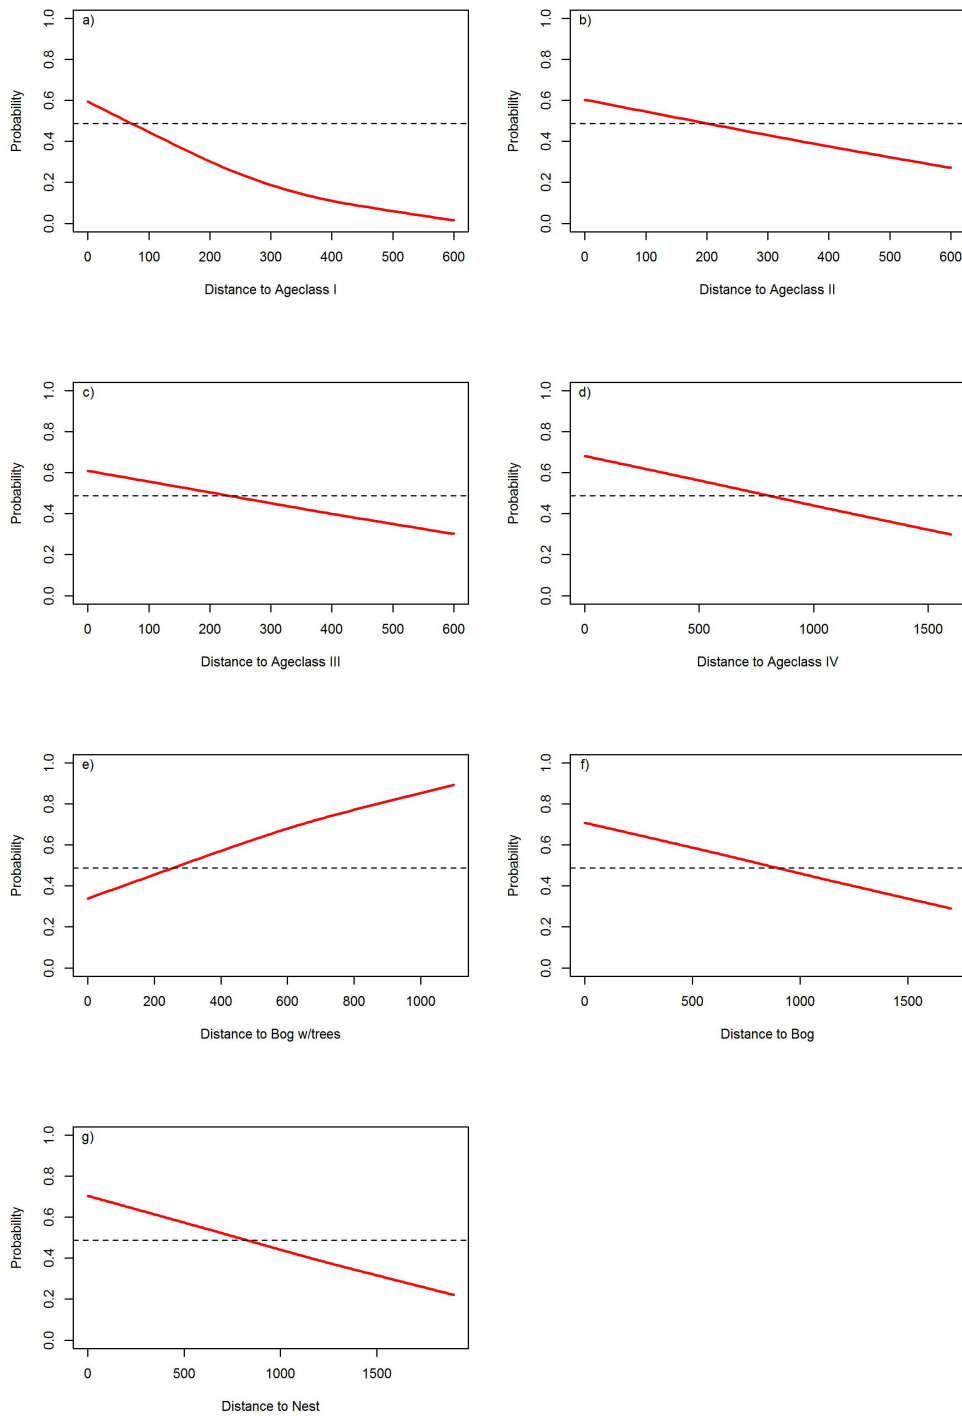 a)
1.0
0.8
0.6
0.4
0.2
0.0
Probability
0 100 200 300 400 500 600
Distance to Ageclass I
b)
1.0
0.8
0.6
0.4
0.2
0.0
Probability
0 100 200 300 400 500 600
Distance to Ageclass II
c)
1.0
0.8
0.6
0.4
0.2
0.0
Probability
0 100 200 300 400 500 600
Distance to Ageclass III
d)
1.0
0.8
0.6
0.4
0.2
0.0
Probability
0 500 1000 1500
Distance to Ageclass IV
e)
1.0
0.8
0.6
0.4
0.2
0.0
Probability
0 200 400 600 800 1000
Distance to Bog w/trees
f)
1.0
0.8
0.6
0.4
0.2
0.0
Probability
0 500 1000 1500
Distance to Bog
g)
1.0
0.8
0.6
0.4
0.2
0.0
Probability
0 500 1000 1500
Distance to Nest